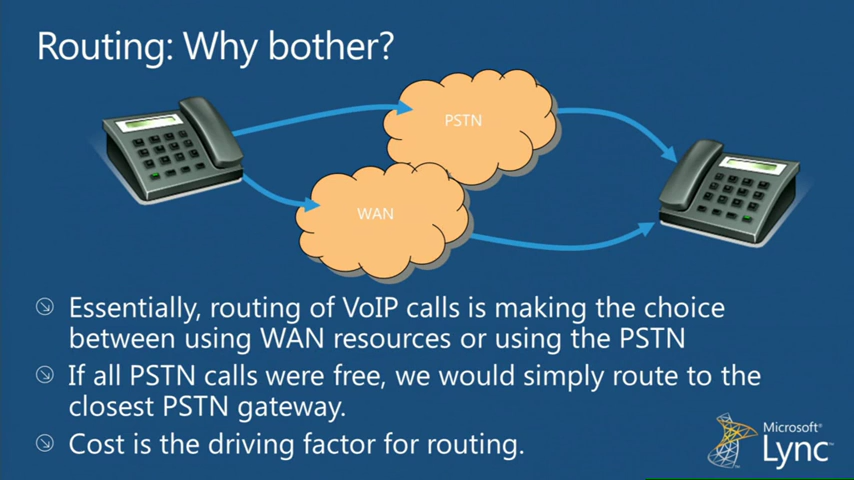 Routing: Why bother?
PSTN
WAN
Essentially, routing of VoIP calls is making the choice
between using WAN resources or using the PSTN
If all PSTN calls were free, we would simply route to the
closest PSTN gateway.
Cost is the driving factor for routing.
Microsoft®
Lync™